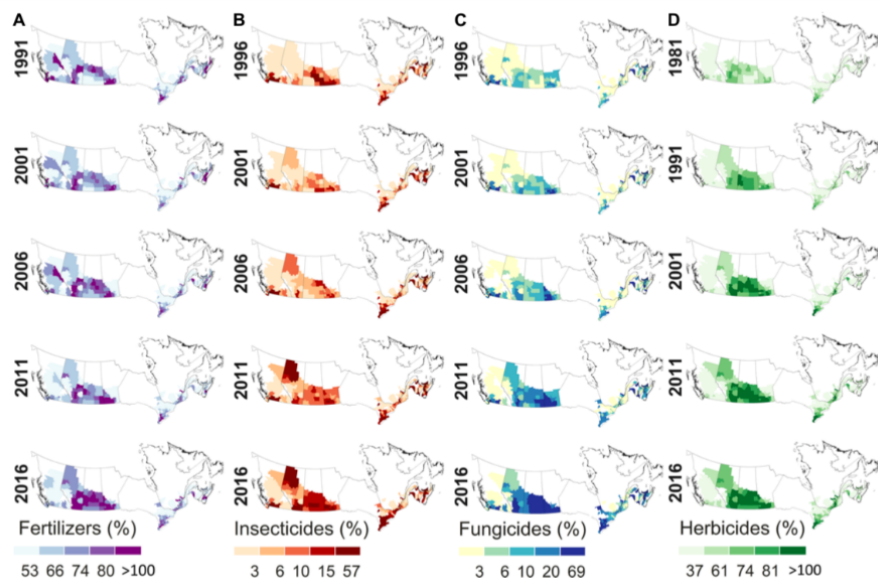 A B C D
1991 1996 1996 1981
2001 2001 2001 1991
2006 2006 2006 2001
2011 2011 2011 2011
2016 2016 2016 2016
Fertilizers (%) Insecticides (%) Fungicides (%) Herbicides (%)
53 66 74 80 >100 3 6 10 15 57 3 6 10 20 69 37 61 74 81 >100